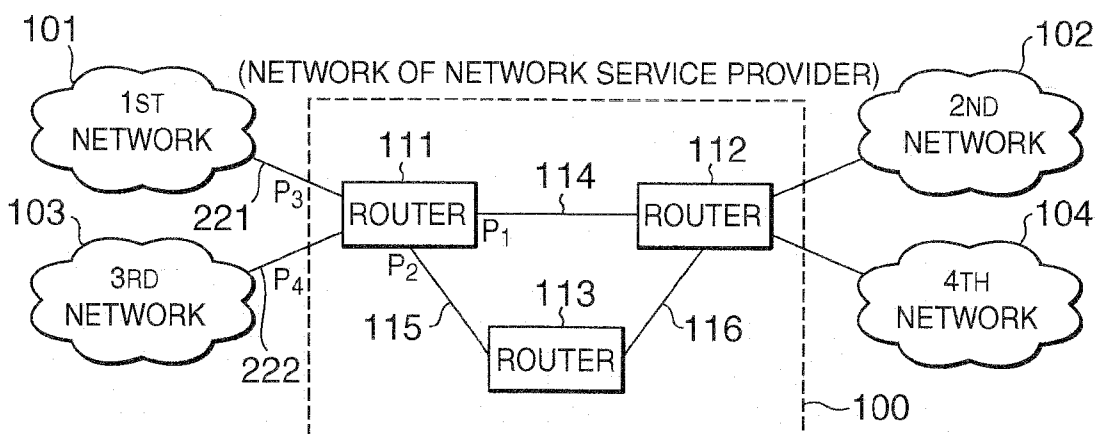 101
102
(NETWORK OF NETWORK SERVICE PROVIDER)
1ST
NETWORK
2ND
NETWORK
111
112
114
P3
ROUTER
ROUTER
221
P1
103
104
P2
3RD
NETWORK
P4
4TH
NETWORK
113
115
116
ROUTER
222
100